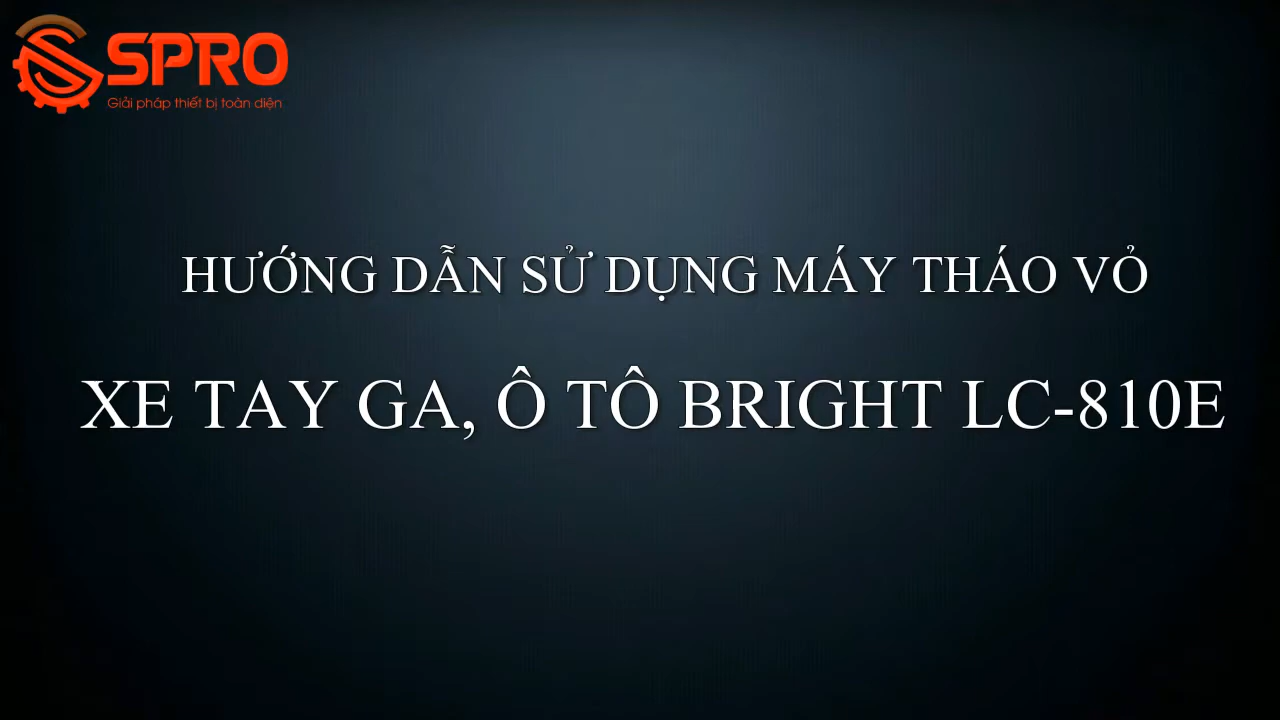 SPRO
Giải pháp thiết bị toàn diện
HƯỚNG DẪN SỬ DỤNG MÁY THÁO VỎ
XE TAY GA, Ô TÔ BRIGHT LC-810E